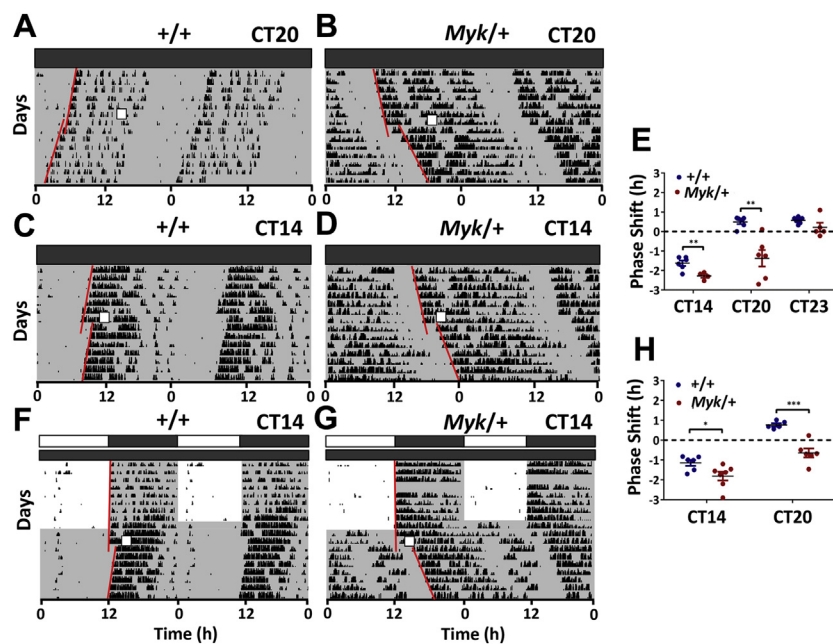 A +/+ CT20
B Myk/+ CT20
Days
0 12 0 12 0
0 12 0 12 0
E
+/+
Myk/+
Phase Shift (h)
3
2
1
0
-1
-2
-3
** **
CT14 CT20 CT23
C +/+ CT14
D Myk/+ CT14
Days
0 12 0 12 0
0 12 0 12 0
H
+/+
Myk/+
Phase Shift (h)
3
2
1
0
-1
-2
-3
* ***
CT14 CT20
F +/+ CT14
G Myk/+ CT14
Days
0 12 0 12 0
0 12 0 12 0
Time (h)
Time (h)